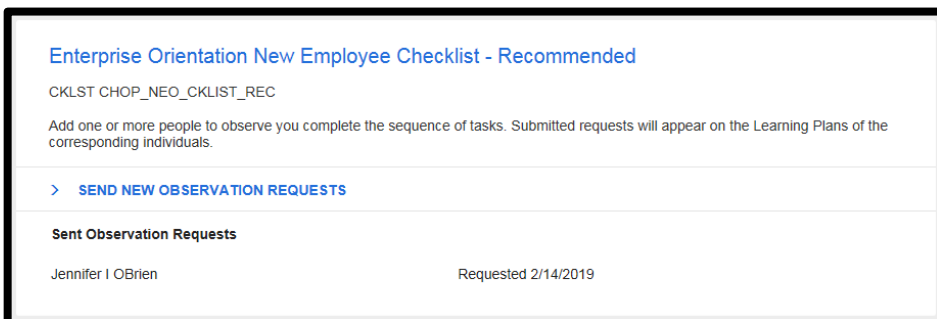 Enterprise Orientation New Employee Checklist - Recommended
CKLST CHOP_NEO_CKLIST_REC
Add one or more people to observe you complete the sequence of tasks. Submitted requests will appear on the Learning Plans of the
corresponding individuals.
> SEND NEW OBSERVATION REQUESTS
Sent Observation Requests
Jennifer I OBrien Requested 2/14/2019